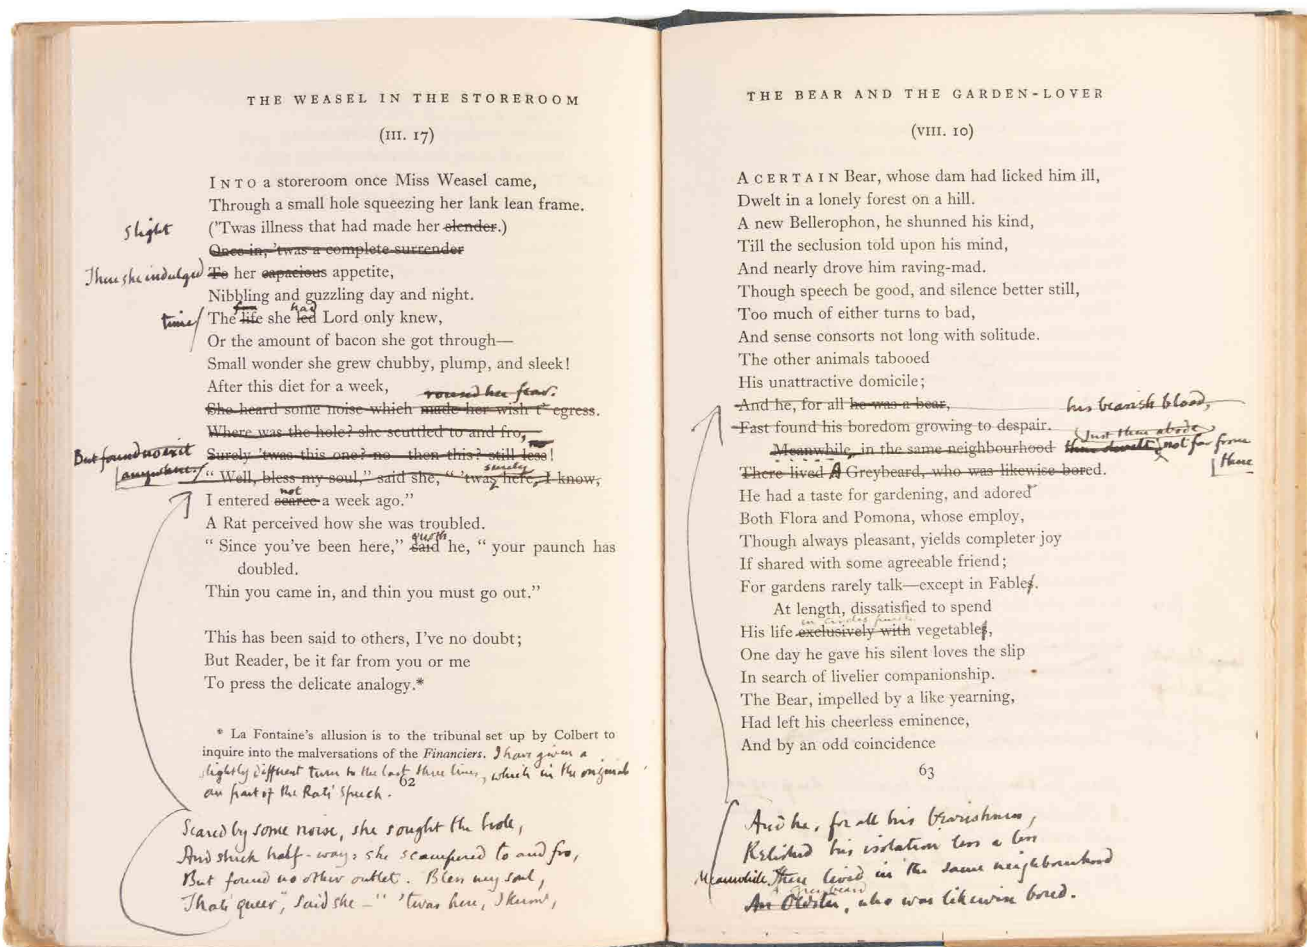 THE WEASEL IN THE STOREROOM
(III. 17)
INTO a storeroom once Miss Weasel came,
Through a small hole squeezing her lank lean frame.
slight ('Twas illness that had made her slender.)
Once in, 'twas a complete surrender
Thus she indulged To her capacious appetite,
Nibbling and guzzling day and night.
time/ The life she led had Lord only knew,
Or the amount of bacon she got through—
Small wonder she grew chubby, plump, and sleek!
After this diet for a week,
round her fear.
She heard some noise which made her wish t' egress.
Where was the hole? she scuttled to and fro,
But found no exit Surely 'twas this one? no—then this? still less! no
anywhere/ "Well, bless my soul," said she, "'twas surely here, I know,
I entered scarce not a week ago."
A Rat perceived how she was troubled.
"Since you've been here," said quoth he, "your paunch has
doubled.
Thin you came in, and thin you must go out."
This has been said to others, I've no doubt;
But Reader, be it far from you or me
To press the delicate analogy.*
* La Fontaine's allusion is to the tribunal set up by Colbert to
inquire into the malversations of the Financiers. I have given a
slightly different turn to the last three lines, which in the original
are part of the Rat's speech.
62
Scared by some noise, she sought the hole,
And stuck half-way: she scampered to and fro,
But found no other outlet. Bless my soul,
That's queer," said she—"'twas here, I know,
THE BEAR AND THE GARDEN-LOVER
(VIII. 10)
A CERTAIN Bear, whose dam had licked him ill,
Dwelt in a lonely forest on a hill.
A new Bellerophon, he shunned his kind,
Till the seclusion told upon his mind,
And nearly drove him raving-mad.
Though speech be good, and silence better still,
Too much of either turns to bad,
And sense consorts not long with solitude.
The other animals tabooed
His unattractive domicile;
And he, for all he was a bear, his bearish blood,
Fast found his boredom growing to despair.
Just then abode
Meanwhile, in the same neighbourhood not far from
There lived A Greybeard, who was likewise bored. there
He had a taste for gardening, and adored
Both Flora and Pomona, whose employ,
Though always pleasant, yields completer joy
If shared with some agreeable friend;
For gardens rarely talk—except in Fables.
At length, dissatisfied to spend
His life exclusively with vegetables,
One day he gave his silent loves the slip
In search of livelier companionship.
The Bear, impelled by a like yearning,
Had left his cheerless eminence,
And by an odd coincidence
63
And he, for all his bearishness,
Relished his isolation less & less
Meanwhile, There lived in the same neighbourhood
A Greybeard
An Oldster, who was likewise bored.